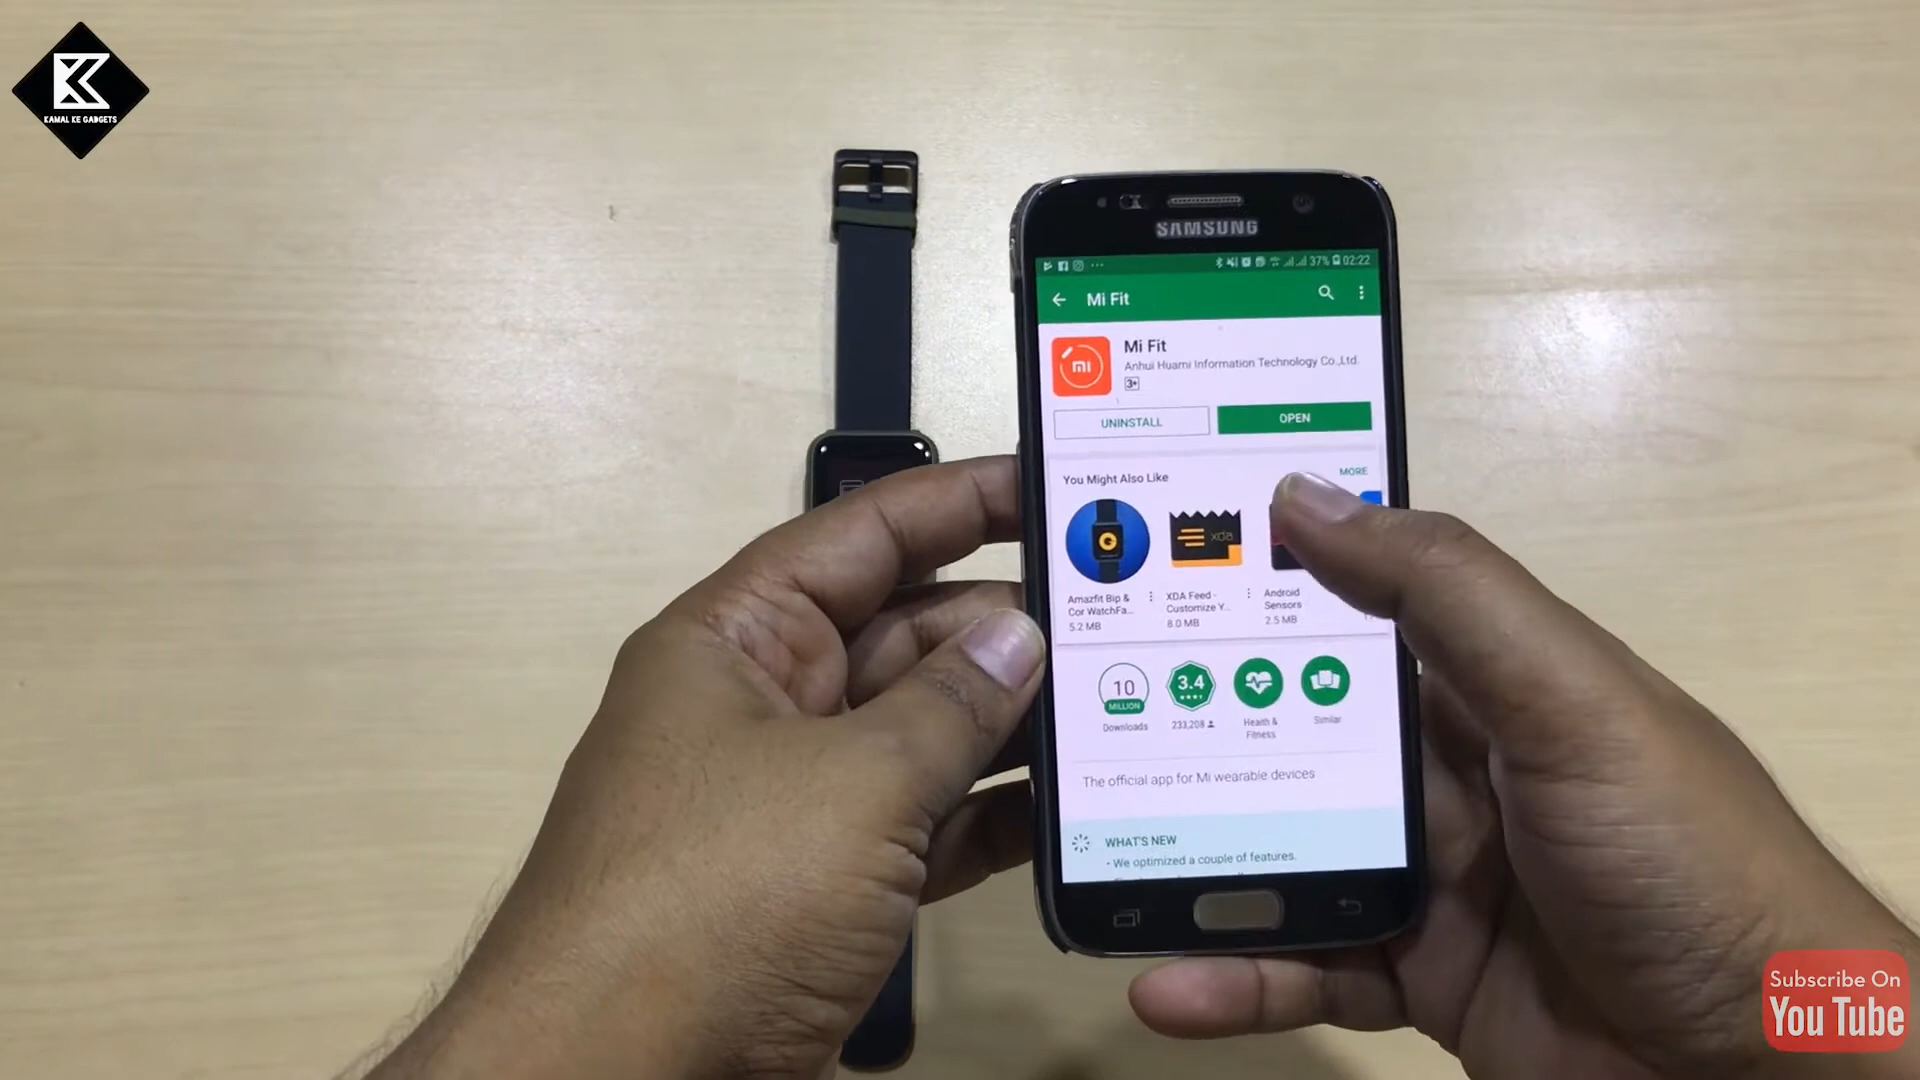 KAMAL KE GADGETS
SAMSUNG
37% 02:22
Mi Fit
Mi Fit
Anhui Huami Information Technology Co.,Ltd.
3+
UNINSTALL
OPEN
You Might Also Like
MORE
xda
Amazfit Bip &
Cor WatchFa...
5.2 MB
XDA Feed -
Customize Y...
8.0 MB
Android
Sensors
2.5 MB
10
MILLION
Downloads
3.4
233,208
Health &
Fitness
Similar
The official app for Mi wearable devices
WHAT'S NEW
- We optimized a couple of features.
Subscribe On
You Tube